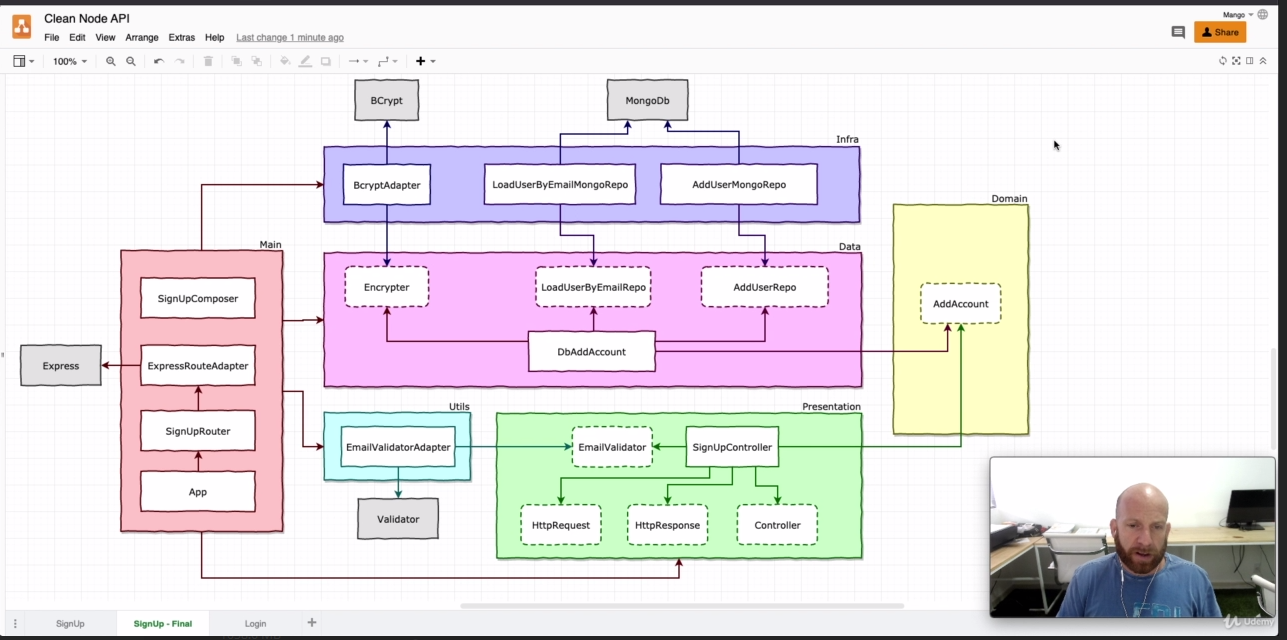 Clean Node API
Mango
File Edit View Arrange Extras Help Last change 1 minute ago
Share
100%
BCrypt
MongoDb
Infra
BcryptAdapter
LoadUserByEmailMongoRepo
AddUserMongoRepo
Domain
Main
Data
SignUpComposer
Encrypter
LoadUserByEmailRepo
AddUserRepo
AddAccount
DbAddAccount
Express
ExpressRouteAdapter
Utils
Presentation
SignUpRouter
EmailValidatorAdapter
EmailValidator
SignUpController
App
Validator
HttpRequest
HttpResponse
Controller
SignUp
SignUp - Final
Login
Udemy